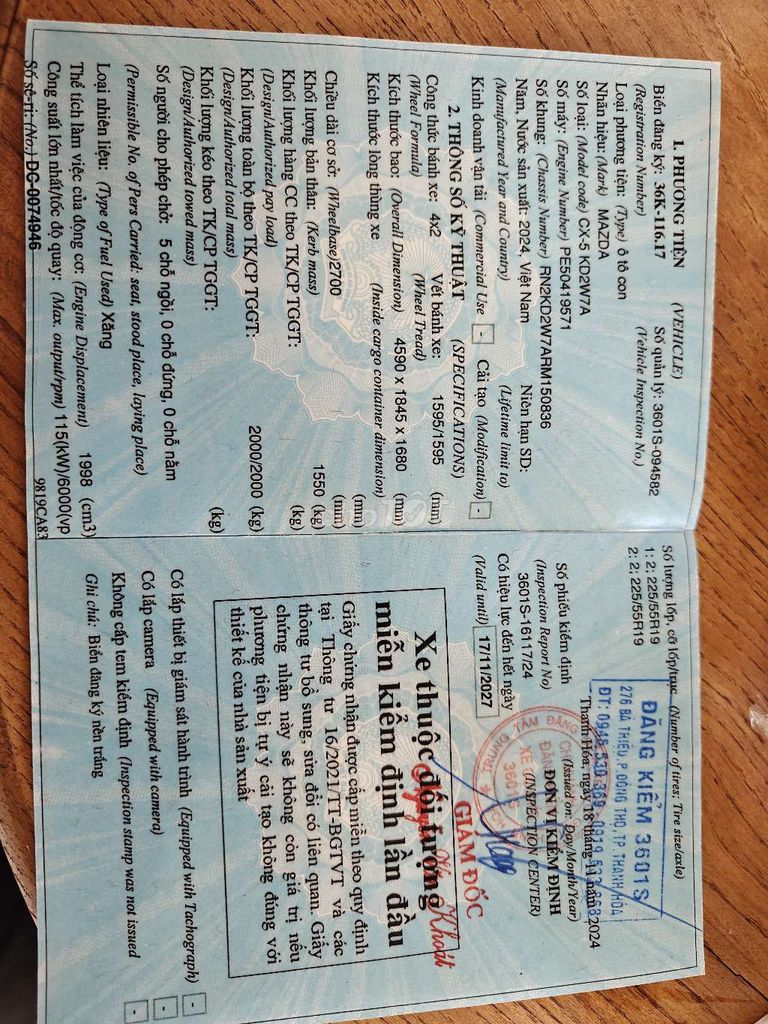 I. PHƯƠNG TIỆN (VEHICLE)
Biển đăng ký: 36K-116.17 Số quản lý: 3601S-094582
(Registration Number) (Vehicle Inspection No.)
Loại phương tiện: (Type) ô tô con
Nhãn hiệu: (Mark) MAZDA
Số loại: (Model code) CX-5 KD2W7A
Số máy: (Engine Number) PE50419571
Số khung: (Chassis Number) RN2KD2W7ARM150836
Năm, Nước sản xuất: 2024, Việt Nam Niên hạn SD:
(Manufactured Year and Country) (Lifetime limit to)
Kinh doanh vận tải (Commercial Use) - Cải tạo (Modification) -
2. THÔNG SỐ KỸ THUẬT (SPECIFICATIONS)
Công thức bánh xe: 4x2 Vết bánh xe: 1595/1595 (mm)
(Wheel Formula) (Wheel Tread)
Kích thước bao: (Overall Dimension) 4590 x 1845 x 1680 (mm)
Kích thước lòng thùng xe (Inside cargo container dimension)
(mm)
Chiều dài cơ sở: (Wheelbase) 2700 (mm)
Khối lượng bản thân: (Kerb mass) 1550 (kg)
Khối lượng hàng CC theo TK/CP TGGT: (kg)
(Design/Authorized pay load)
Khối lượng toàn bộ theo TK/CP TGGT: 2000/2000 (kg)
(Design/Authorized total mass)
Khối lượng kéo theo TK/CP TGGT: (kg)
(Design/Authorized towed mass)
Số người cho phép chở: 5 chỗ ngồi, 0 chỗ đứng, 0 chỗ nằm
(Permissible No. of Pers Carried: seat, stood place, laying place)
Loại nhiên liệu: (Type of Fuel Used) Xăng
Thể tích làm việc của động cơ: (Engine Displacement) 1998 (cm3)
Công suất lớn nhất/tốc độ quay: (Max. output/rpm) 115(kW)/6000(vp
Số sê-ri: (No.) DC-0074946 9819CA83
Số lượng lốp, cỡ lốp/trục (Number of tires; Tire size/axle)
1: 2; 225/55R19
2: 2; 225/55R19
ĐĂNG KIỂM 3601S
276 BÀ TRIỆU, P.ĐÔNG THỌ, TP.THANH HÓA
Thanh Hóa, ngày 18 tháng 11 năm 2024
(Issued on: Day/Month/Year)
Số phiếu kiểm định ĐƠN VỊ KIỂM ĐỊNH
(Inspection Report No) (INSPECTION CENTER)
3601S-16117/24
Có hiệu lực đến hết ngày
(Valid until) 17/11/2027
GIÁM ĐỐC
Xe thuộc đối tượng
miễn kiểm định lần đầu
Giấy chứng nhận được cấp miễn theo quy định
tại Thông tư 16/2021/TT-BGTVT và các
thông tư bổ sung, sửa đổi có liên quan. Giấy
chứng nhận này sẽ không còn giá trị nếu
phương tiện bị tự ý cải tạo không đúng với
thiết kế của nhà sản xuất
Có lắp thiết bị giám sát hành trình (Equipped with Tachograph) -
Có lắp camera (Equipped with camera) -
Không cấp tem kiểm định (Inspection stamp was not issued -
Ghi chú: Biển đăng ký nền trắng